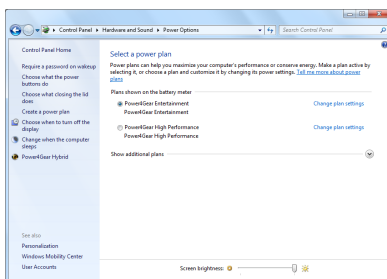 Control Panel ▸ Hardware and Sound ▸ Power Options
Search Control Panel
Control Panel Home
Require a password on wakeup
Choose what the power
buttons do
Choose what closing the lid
does
Create a power plan
Choose when to turn off the
display
Change when the computer
sleeps
Power4Gear Hybrid
See also
Personalization
Windows Mobility Center
User Accounts
Select a power plan
Power plans can help you maximize your computer's performance or conserve energy. Make a plan active by
selecting it, or choose a plan and customize it by changing its power settings. Tell me more about power
plans
Plans shown on the battery meter
Power4Gear Entertainment Change plan settings
Power4Gear Entertainment
Power4Gear High Performance Change plan settings
Power4Gear High Performance
Show additional plans
Screen brightness: